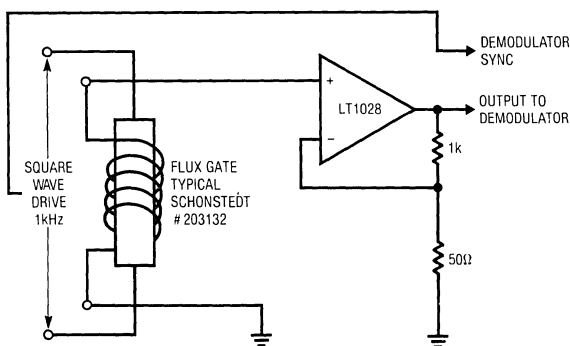 DEMODULATOR
SYNC
+
LT1028
OUTPUT TO
DEMODULATOR
–
1k
SQUARE
WAVE
DRIVE
1kHz
FLUX GATE
TYPICAL
SCHONSTEDT
# 203132
50Ω